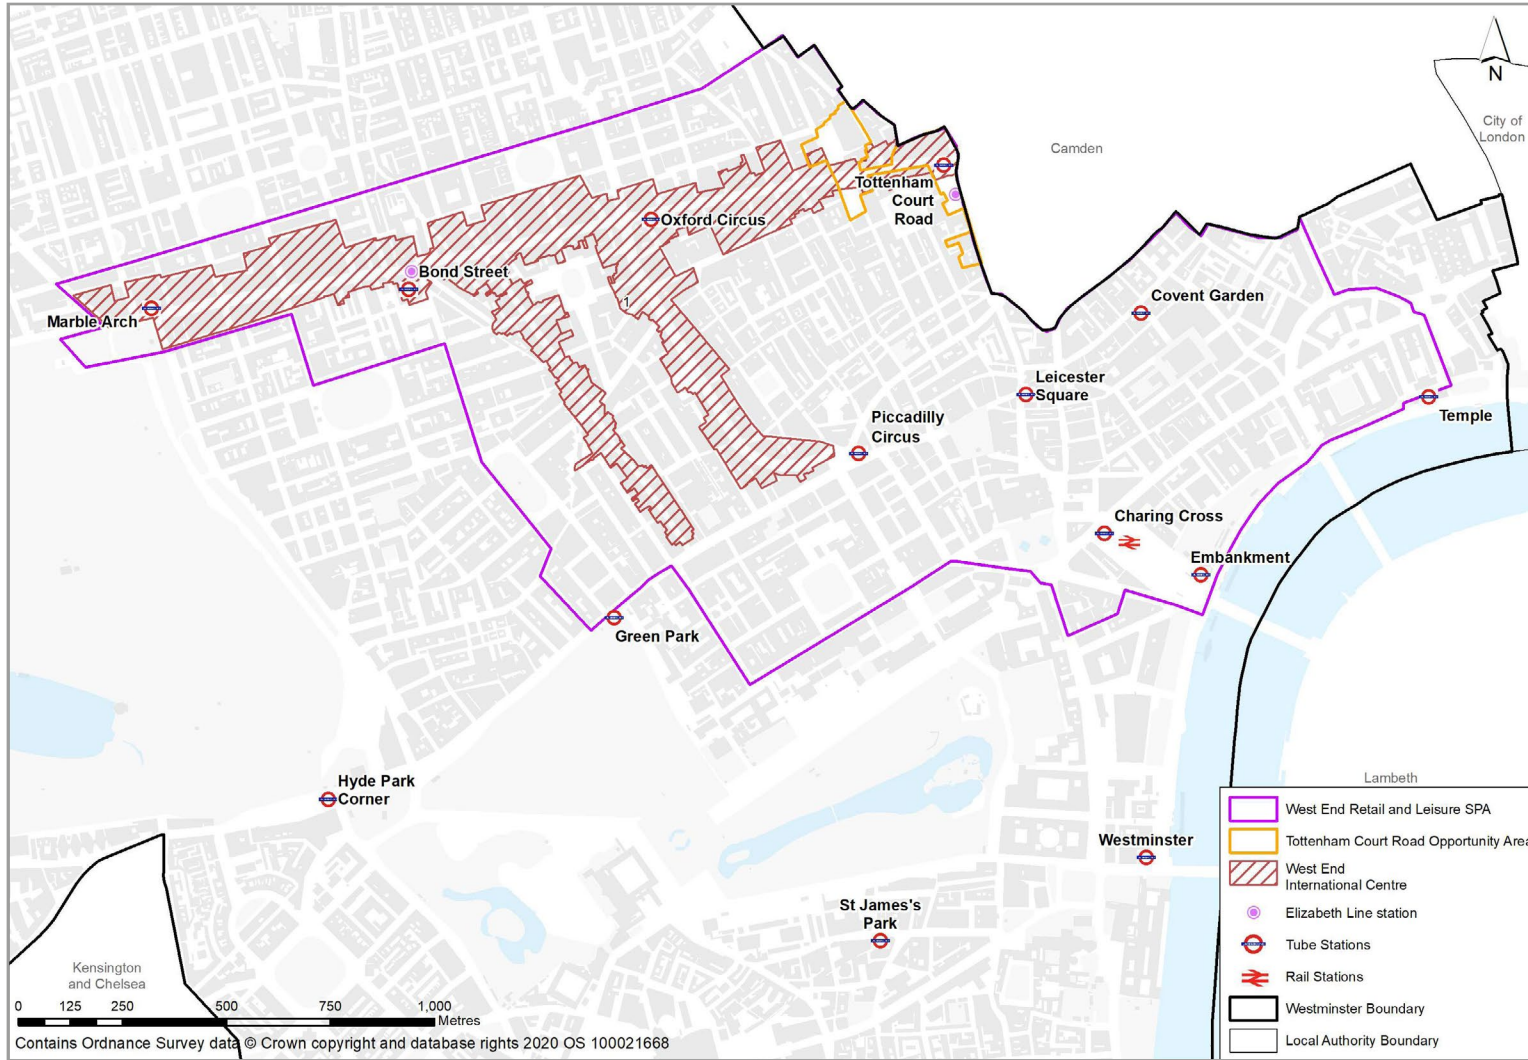 N
City of
London
Camden
Tottenham
Court
Road
Oxford Circus
Bond Street
1
Covent Garden
Marble Arch
Leicester
Square
Piccadilly
Circus
Temple
Charing Cross
Embankment
Green Park
Hyde Park
Corner
Lambeth
Westminster
St James's
Park
Kensington
and Chelsea
West End Retail and Leisure SPA
Tottenham Court Road Opportunity Area
West End
International Centre
Elizabeth Line station
Tube Stations
Rail Stations
Westminster Boundary
Local Authority Boundary
0 125 250 500 750 1,000
Metres
Contains Ordnance Survey data © Crown copyright and database rights 2020 OS 100021668